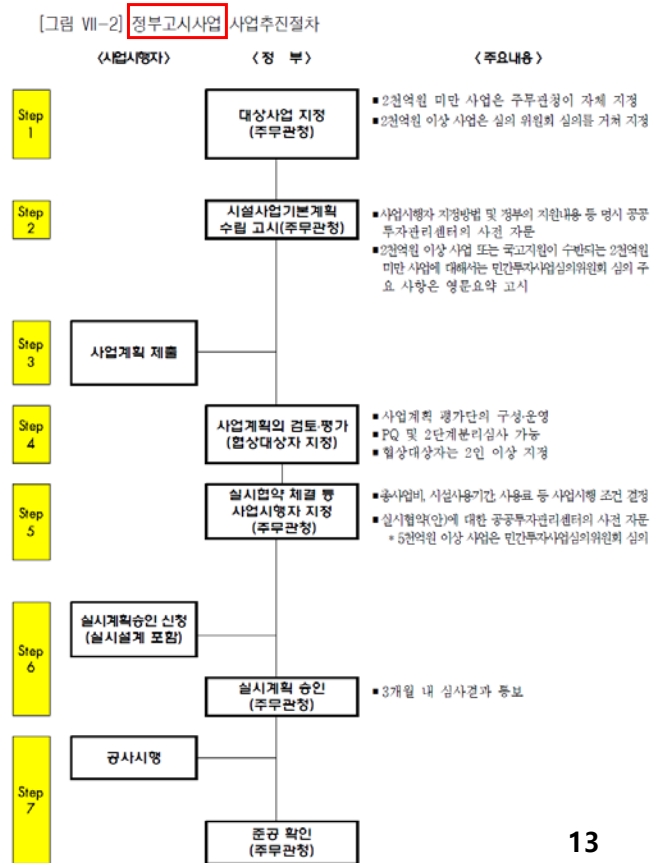 [그림 Ⅶ-2] 정부고시사업 사업추진절차
<사업시행자>
<정 부>
<주요내용>
Step
1
대상사업 지정
(주무관청)
▪2천억원 미만 사업은 주무관청이 자체 지정
▪2천억원 이상 사업은 심의 위원회 심의를 거쳐 지정
Step
2
시설사업기본계획
수립 고시(주무관청)
▪사업시행자 지정방법 및 정부의 지원내용 등 명시 공공
투자관리센터의 사전 자문
▪2천억원 이상 사업 또는 국고지원이 수반되는 2천억원
미만 사업에 대해서는 민간투자사업심의위원회 심의 주
요 사항은 영문요약 고시
Step
3
사업계획 제출
Step
4
사업계획의 검토·평가
(협상대상자 지정)
▪사업계획 평가단의 구성·운영
▪PQ 및 2단계분리심사 가능
▪협상대상자는 2인 이상 지정
Step
5
실시협약 체결 등
사업시행자 지정
(주무관청)
▪총사업비, 시설사용기간, 사용료 등 사업시행 조건 결정
▪실시협약(안)에 대한 공공투자관리센터의 사전 자문
* 5천억원 이상 사업은 민간투자사업심의위원회 심의
Step
6
실시계획승인 신청
(실시설계 포함)
실시계획 승인
(주무관청)
▪3개월 내 심사결과 통보
Step
7
공사시행
준공 확인
(주무관청)
13